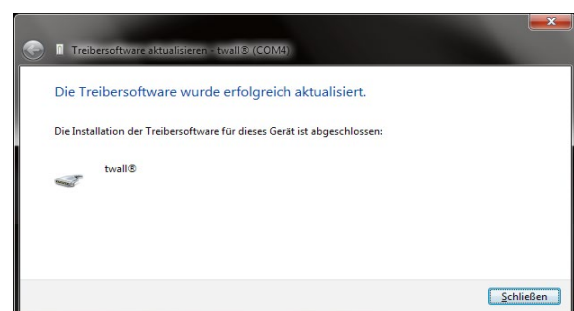 Treibersoftware aktualisieren - twall® (COM4)
Die Treibersoftware wurde erfolgreich aktualisiert.
Die Installation der Treibersoftware für dieses Gerät ist abgeschlossen:
twall®
Schließen